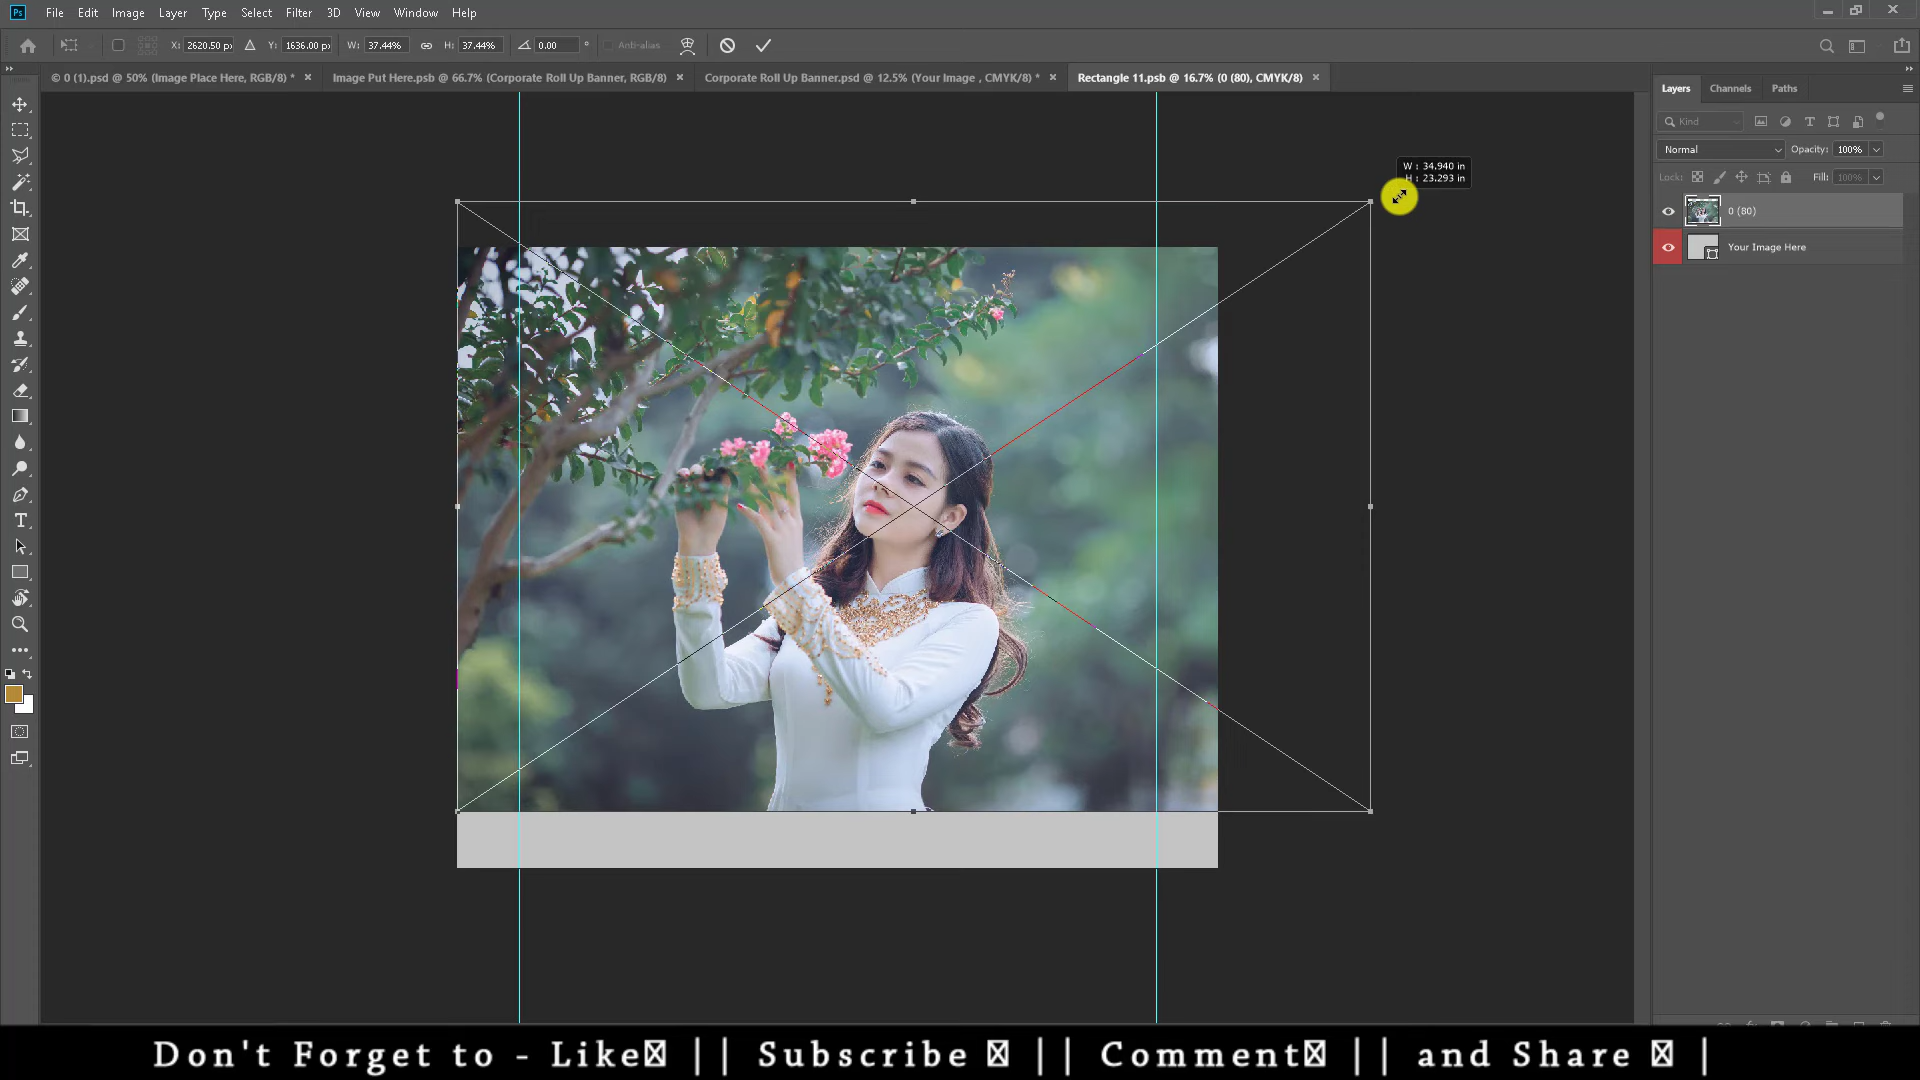 Ps File Edit Image Layer Type Select Filter 3D View Window Help
X: 2620.50 px Y: 1636.00 px W: 37.44% H: 37.44% 0.00 ° Anti-alias
© 0 (1).psd @ 50% (Image Place Here, RGB/8) * × Image Put Here.psb @ 66.7% (Corporate Roll Up Banner, RGB/8) × Corporate Roll Up Banner.psd @ 12.5% (Your Image , CMYK/8) * × Rectangle 11.psb @ 16.7% (0 (80), CMYK/8) ×
Layers Channels Paths
Kind
Normal Opacity: 100%
Lock: Fill: 100%
0 (80)
Your Image Here
W : 34.940 in
H : 23.293 in
Don't Forget to - Like || Subscribe || Comment || and Share |